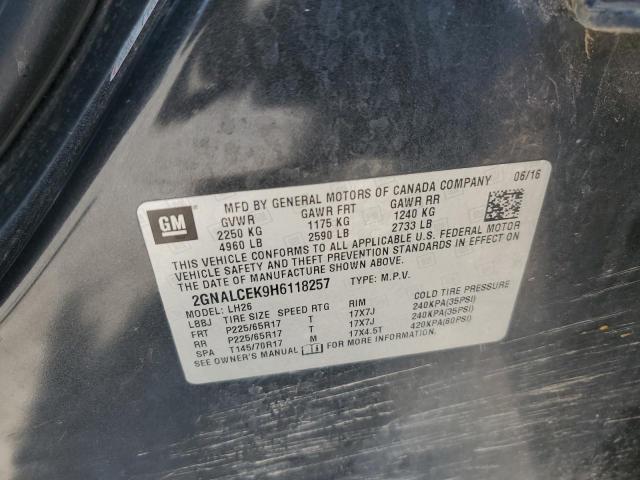 GM
MFD BY GENERAL MOTORS OF CANADA COMPANY 06/16
GVWR GAWR FRT GAWR RR
2250 KG 1175 KG 1240 KG
4960 LB 2590 LB 2733 LB
THIS VEHICLE CONFORMS TO ALL APPLICABLE U.S. FEDERAL MOTOR
VEHICLE SAFETY AND THEFT PREVENTION STANDARDS IN EFFECT ON
THE DATE OF MANUFACTURE SHOWN ABOVE.
2GNALCEK9H6118257 TYPE: M.P.V.
MODEL: LH26
LBBJ TIRE SIZE SPEED RTG RIM COLD TIRE PRESSURE
FRT P225/65R17 T 17X7J 240KPA(35PSI)
RR P225/65R17 T 17X7J 240KPA(35PSI)
SPA T145/70R17 M 17X4.5T 420KPA(60PSI)
SEE OWNER'S MANUAL FOR MORE INFORMATION.